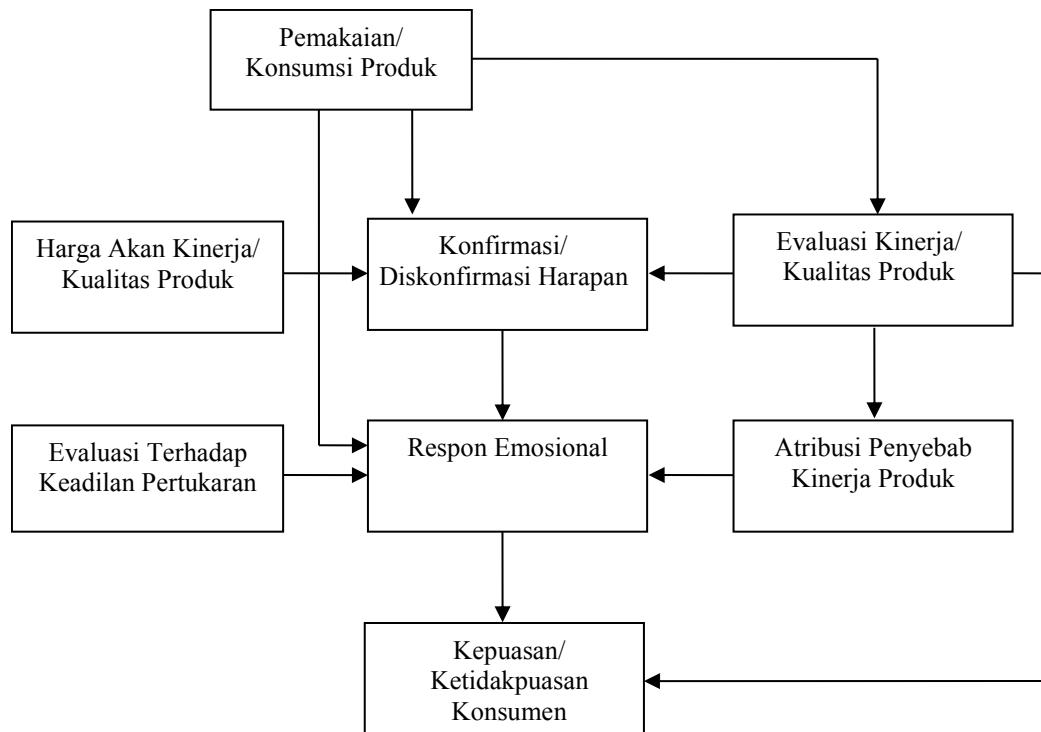 Pemakaian/
Konsumsi Produk
Harga Akan Kinerja/
Kualitas Produk
Konfirmasi/
Diskonfirmasi Harapan
Evaluasi Kinerja/
Kualitas Produk
Evaluasi Terhadap
Keadilan Pertukaran
Respon Emosional
Atribusi Penyebab
Kinerja Produk
Kepuasan/
Ketidakpuasan
Konsumen